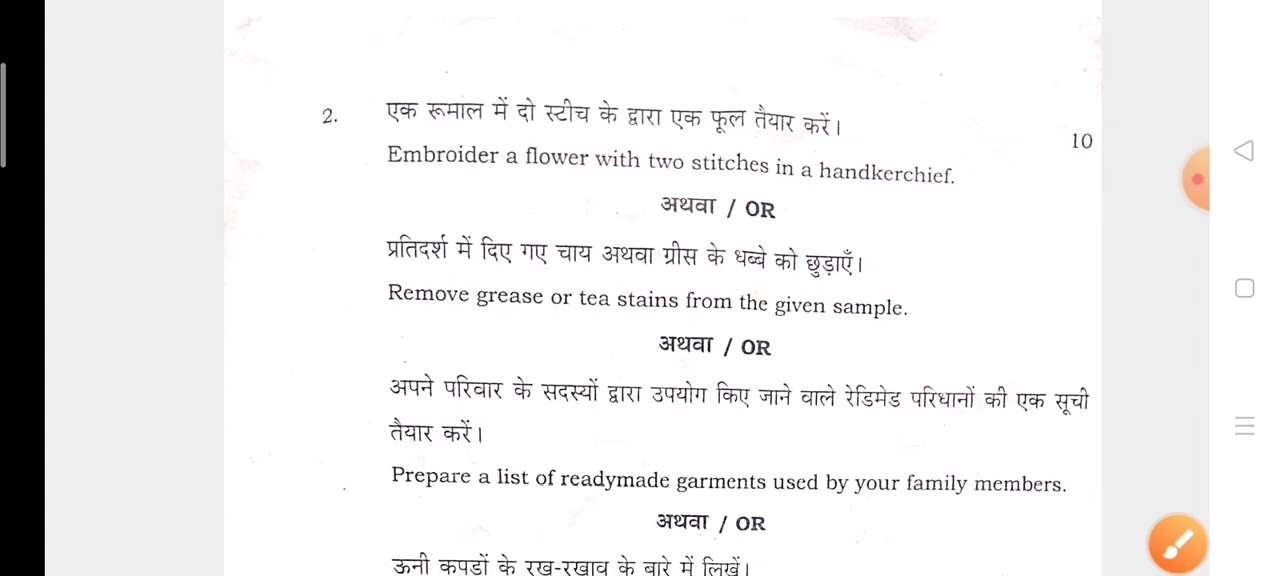 2. एक रूमाल में दो स्टीच के द्वारा एक फूल तैयार करें।
10
Embroider a flower with two stitches in a handkerchief.
अथवा / OR
प्रतिदर्श में दिए गए चाय अथवा ग्रीस के धब्बे को छुड़ाएँ।
Remove grease or tea stains from the given sample.
अथवा / OR
अपने परिवार के सदस्यों द्वारा उपयोग किए जाने वाले रेडिमेड परिधानों की एक सूची
तैयार करें।
Prepare a list of readymade garments used by your family members.
अथवा / OR
ऊनी कपड़ों के रख-रखाव के बारे में लिखें।